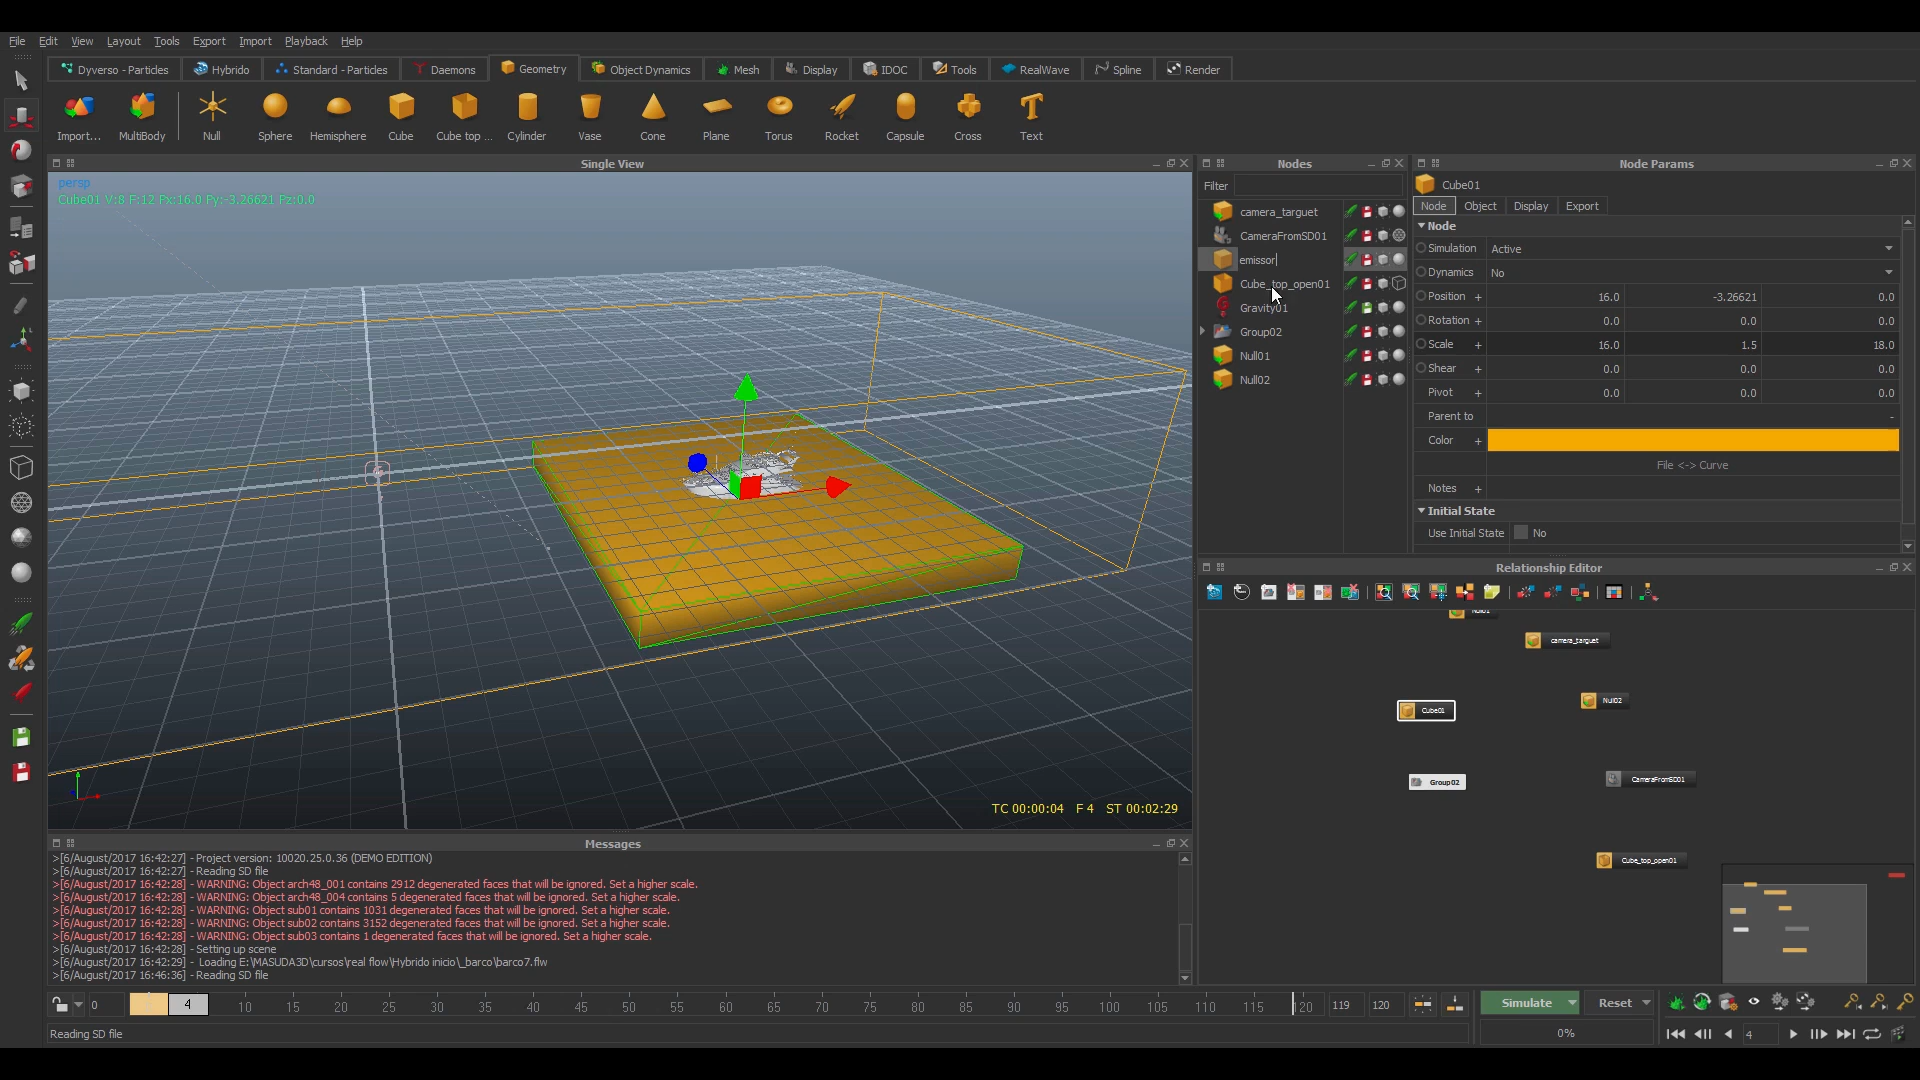 File Edit View Layout Tools Export Import Playback Help
Dyverso - Particles Hybrido Standard - Particles Daemons Geometry Object Dynamics Mesh Display IDOC Tools RealWave Spline Render
Import... MultiBody Null Sphere Hemisphere Cube Cube top ... Cylinder Vase Cone Plane Torus Rocket Capsule Cross Text
Single View
persp
Cube01 V:8 F:12 Px:16.0 Py:-3.26621 Pz:0.0
TC 00:00:04 F 4 ST 00:02:29
Nodes
Filter
camera_targuet
CameraFromSD01
emissor
Cube_top_open01
Gravity01
Group02
Null01
Null02
Node Params
Cube01
Node Object Display Export
Node
Simulation Active
Dynamics No
Position + 16.0 -3.26621 0.0
Rotation + 0.0 0.0 0.0
Scale + 16.0 1.5 18.0
Shear + 0.0 0.0 0.0
Pivot + 0.0 0.0 0.0
Parent to -
Color +
File <-> Curve
Notes +
Initial State
Use Initial State No
Relationship Editor
Null01
camera_targuet
Cube01
Null02
Group02
CameraFromSD01
Cube_top_open01
Messages
>[6/August/2017 16:42:27] - Project version: 10020.25.0.36 (DEMO EDITION)
>[6/August/2017 16:42:27] - Reading SD file
>[6/August/2017 16:42:28] - WARNING: Object arch48_001 contains 2912 degenerated faces that will be ignored. Set a higher scale.
>[6/August/2017 16:42:28] - WARNING: Object arch48_004 contains 5 degenerated faces that will be ignored. Set a higher scale.
>[6/August/2017 16:42:28] - WARNING: Object sub01 contains 1031 degenerated faces that will be ignored. Set a higher scale.
>[6/August/2017 16:42:28] - WARNING: Object sub02 contains 3152 degenerated faces that will be ignored. Set a higher scale.
>[6/August/2017 16:42:28] - WARNING: Object sub03 contains 1 degenerated faces that will be ignored. Set a higher scale.
>[6/August/2017 16:42:28] - Setting up scene
>[6/August/2017 16:42:29] - Loading E:\MASUDA3D\cursos\real flow\Hybrido inicio\_barco\barco7.flw
>[6/August/2017 16:46:36] - Reading SD file
0 4 10 15 20 25 30 35 40 45 50 55 60 65 70 75 80 85 90 95 100 105 110 115 120 119 120
Simulate Reset
Reading SD file
0%
4